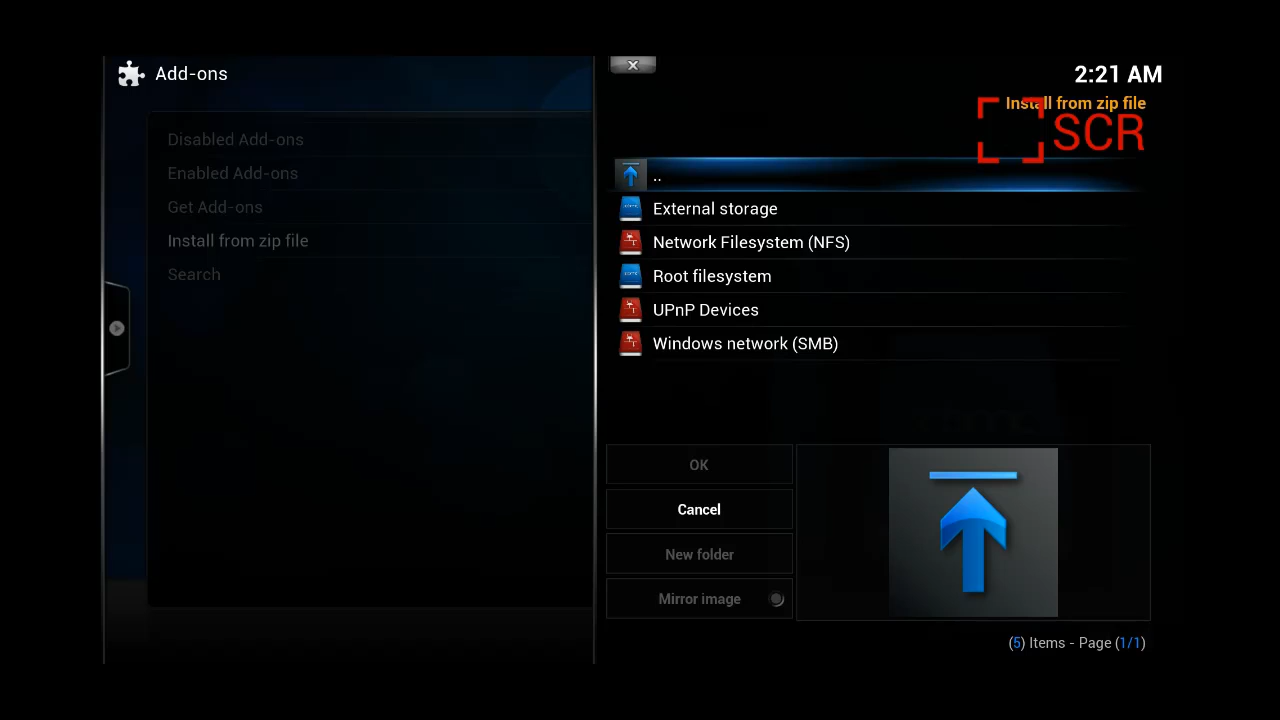 Add-ons
Disabled Add-ons
Enabled Add-ons
Get Add-ons
Install from zip file
Search
2:21 AM
Install from zip file
SCR
..
External storage
Network Filesystem (NFS)
Root filesystem
UPnP Devices
Windows network (SMB)
OK
Cancel
New folder
Mirror image
(5) Items - Page (1/1)